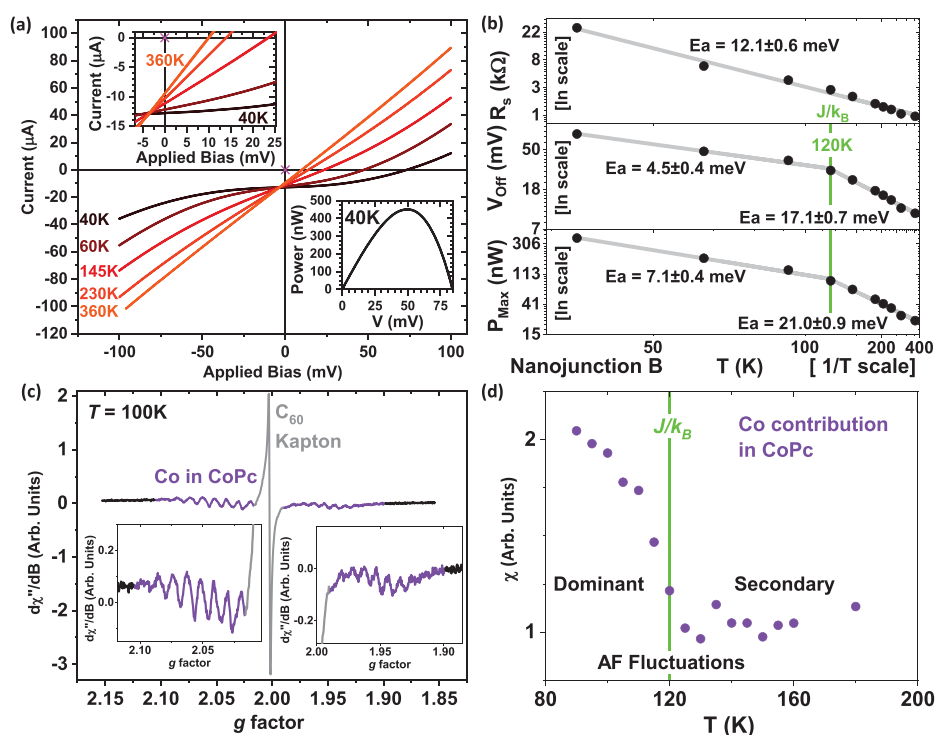 (a)
100
80
60
40
20
0
-20
-40
-60
-80
-100
-120
Current (µA)
-100
-50
0
50
100
Applied Bias (mV)
40K
60K
145K
230K
360K
0
-5
-10
-15
Current (µA)
360K
40K
-5 0 5 10 15 20 25
Applied Bias (mV)
500
400
300
200
100
0
Power (nW)
40K
0 25 50 75
V (mV)
(b)
22
8
3
1
Rs (kΩ)
[ln scale]
Ea = 12.1±0.6 meV
J/kB
120K
50
18
7
VOff (mV)
[ln scale]
Ea = 4.5±0.4 meV
Ea = 17.1±0.7 meV
306
113
41
15
PMax (nW)
[ln scale]
Ea = 7.1±0.4 meV
Ea = 21.0±0.9 meV
50 100 200 400
Nanojunction B T (K) [ 1/T scale]
(c)
T = 100K
C60
Kapton
Co in CoPc
2
1
0
-1
-2
-3
dχ"/dB (Arb. Units)
2.15 2.10 2.05 2.00 1.95 1.90 1.85
g factor
0.2
0.0
dχ"/dB (Arb. Units)
2.10 2.05
g factor
0.0
-0.2
dχ"/dB (Arb. Units)
2.00 1.95 1.90
g factor
(d)
J/kB
Co contribution
in CoPc
2
1
χ (Arb. Units)
Dominant Secondary
AF Fluctuations
80 120 160 200
T (K)